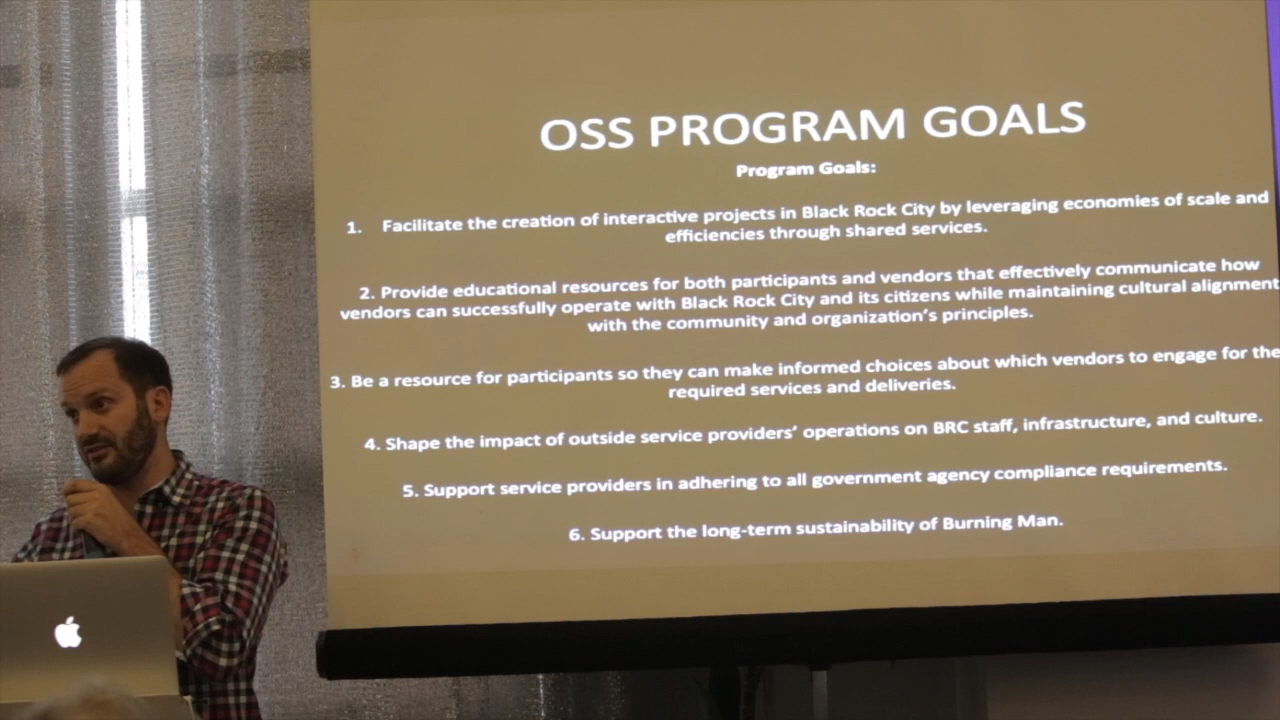 OSS PROGRAM GOALS
Program Goals:
1. Facilitate the creation of interactive projects in Black Rock City by leveraging economies of scale and
efficiencies through shared services.
2. Provide educational resources for both participants and vendors that effectively communicate how
vendors can successfully operate with Black Rock City and its citizens while maintaining cultural alignment
with the community and organization's principles.
3. Be a resource for participants so they can make informed choices about which vendors to engage for the
required services and deliveries.
4. Shape the impact of outside service providers' operations on BRC staff, infrastructure, and culture.
5. Support service providers in adhering to all government agency compliance requirements.
6. Support the long-term sustainability of Burning Man.